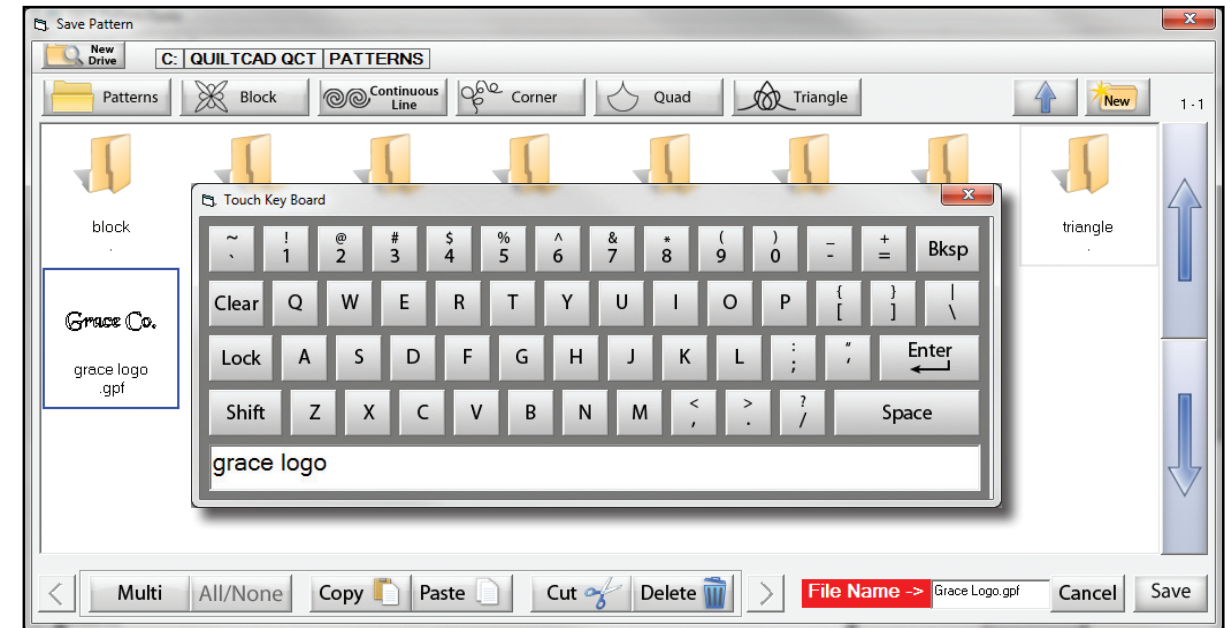 Save Pattern
x
New Drive
C: QUILTCAD QCT PATTERNS
Patterns
Block
Continuous Line
Corner
Quad
Triangle
New
1 - 1
block
.
triangle
.
Grace Co.
grace logo
.gpf
Touch Key Board
x
~ ` ! 1 @ 2 # 3 $ 4 % 5 ^ 6 & 7 * 8 ( 9 ) 0 _ - + = Bksp
Clear Q W E R T Y U I O P { [ } ] | \
Lock A S D F G H J K L : ; " ' Enter
Shift Z X C V B N M < , > . ? / Space
grace logo
< Multi All/None Copy Paste Cut Delete > File Name -> Grace Logo.gpf Cancel Save